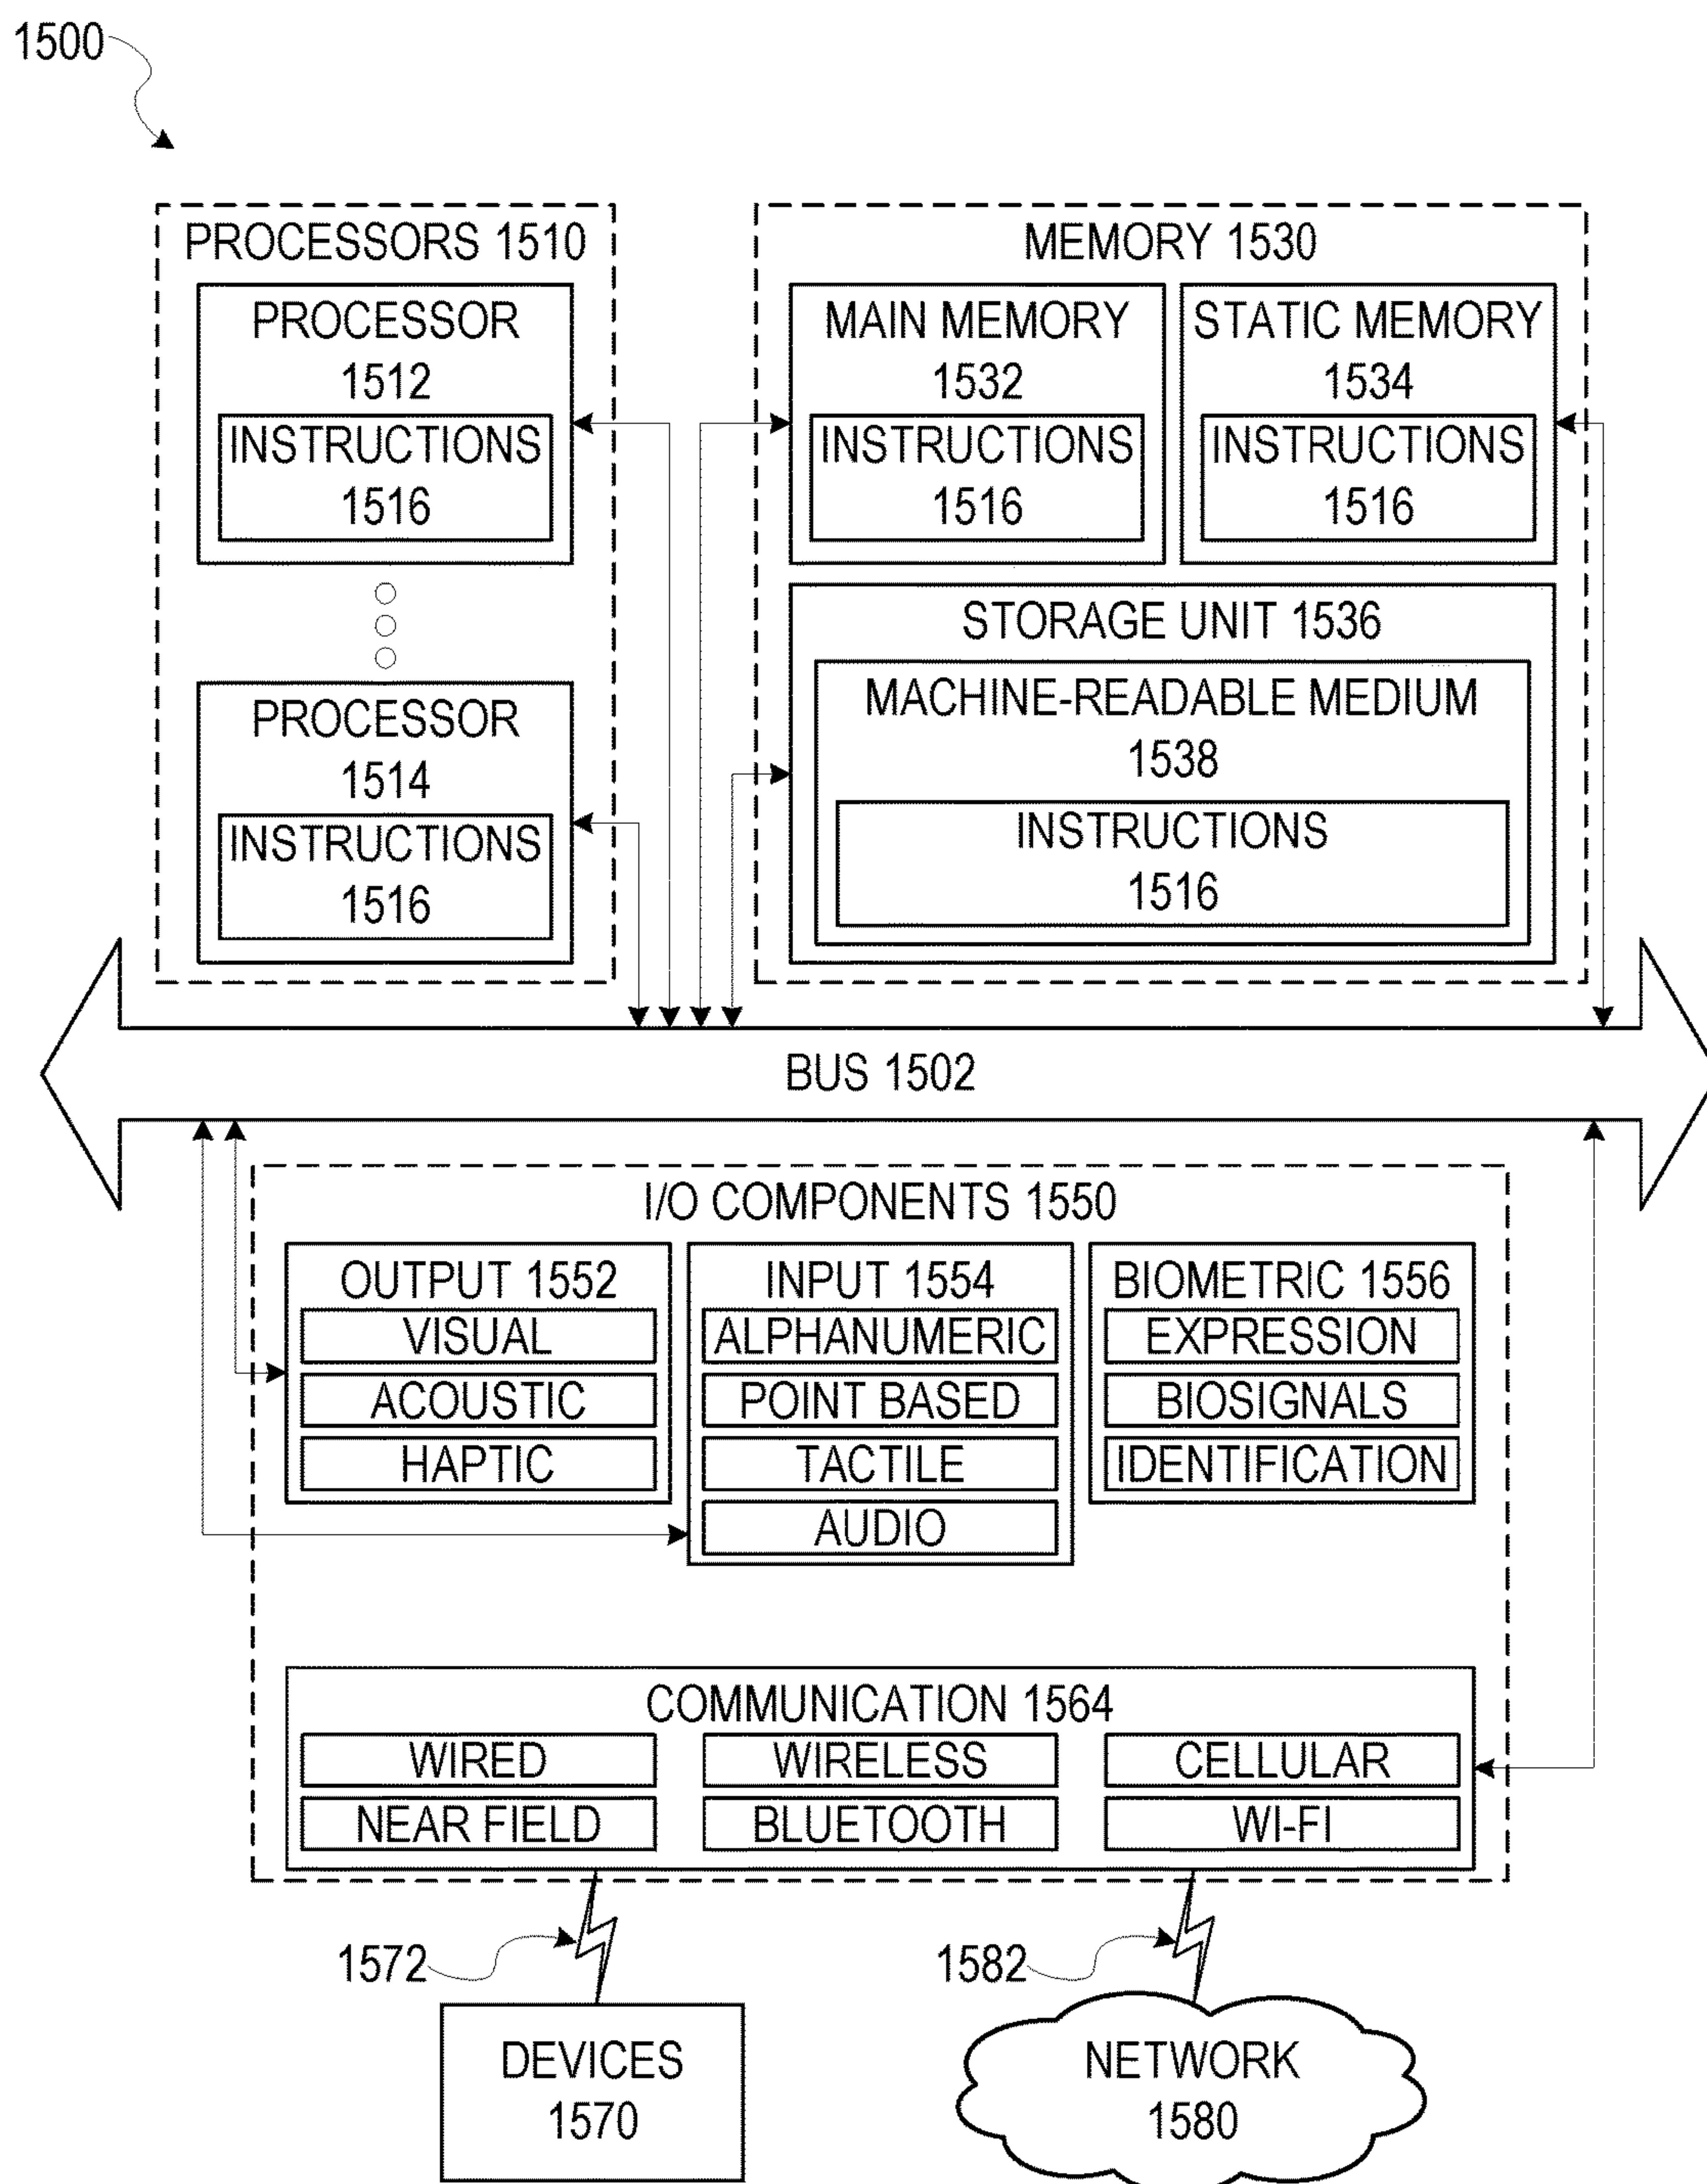 1500
PROCESSORS 1510
PROCESSOR
1512
INSTRUCTIONS
1516
PROCESSOR
1514
INSTRUCTIONS
1516
MEMORY 1530
MAIN MEMORY
1532
INSTRUCTIONS
1516
STATIC MEMORY
1534
INSTRUCTIONS
1516
STORAGE UNIT 1536
MACHINE-READABLE MEDIUM
1538
INSTRUCTIONS
1516
BUS 1502
I/O COMPONENTS 1550
OUTPUT 1552
VISUAL
ACOUSTIC
HAPTIC
INPUT 1554
ALPHANUMERIC
POINT BASED
TACTILE
AUDIO
BIOMETRIC 1556
EXPRESSION
BIOSIGNALS
IDENTIFICATION
COMMUNICATION 1564
WIRED
WIRELESS
CELLULAR
NEAR FIELD
BLUETOOTH
WI-FI
1572
1582
DEVICES
1570
NETWORK
1580